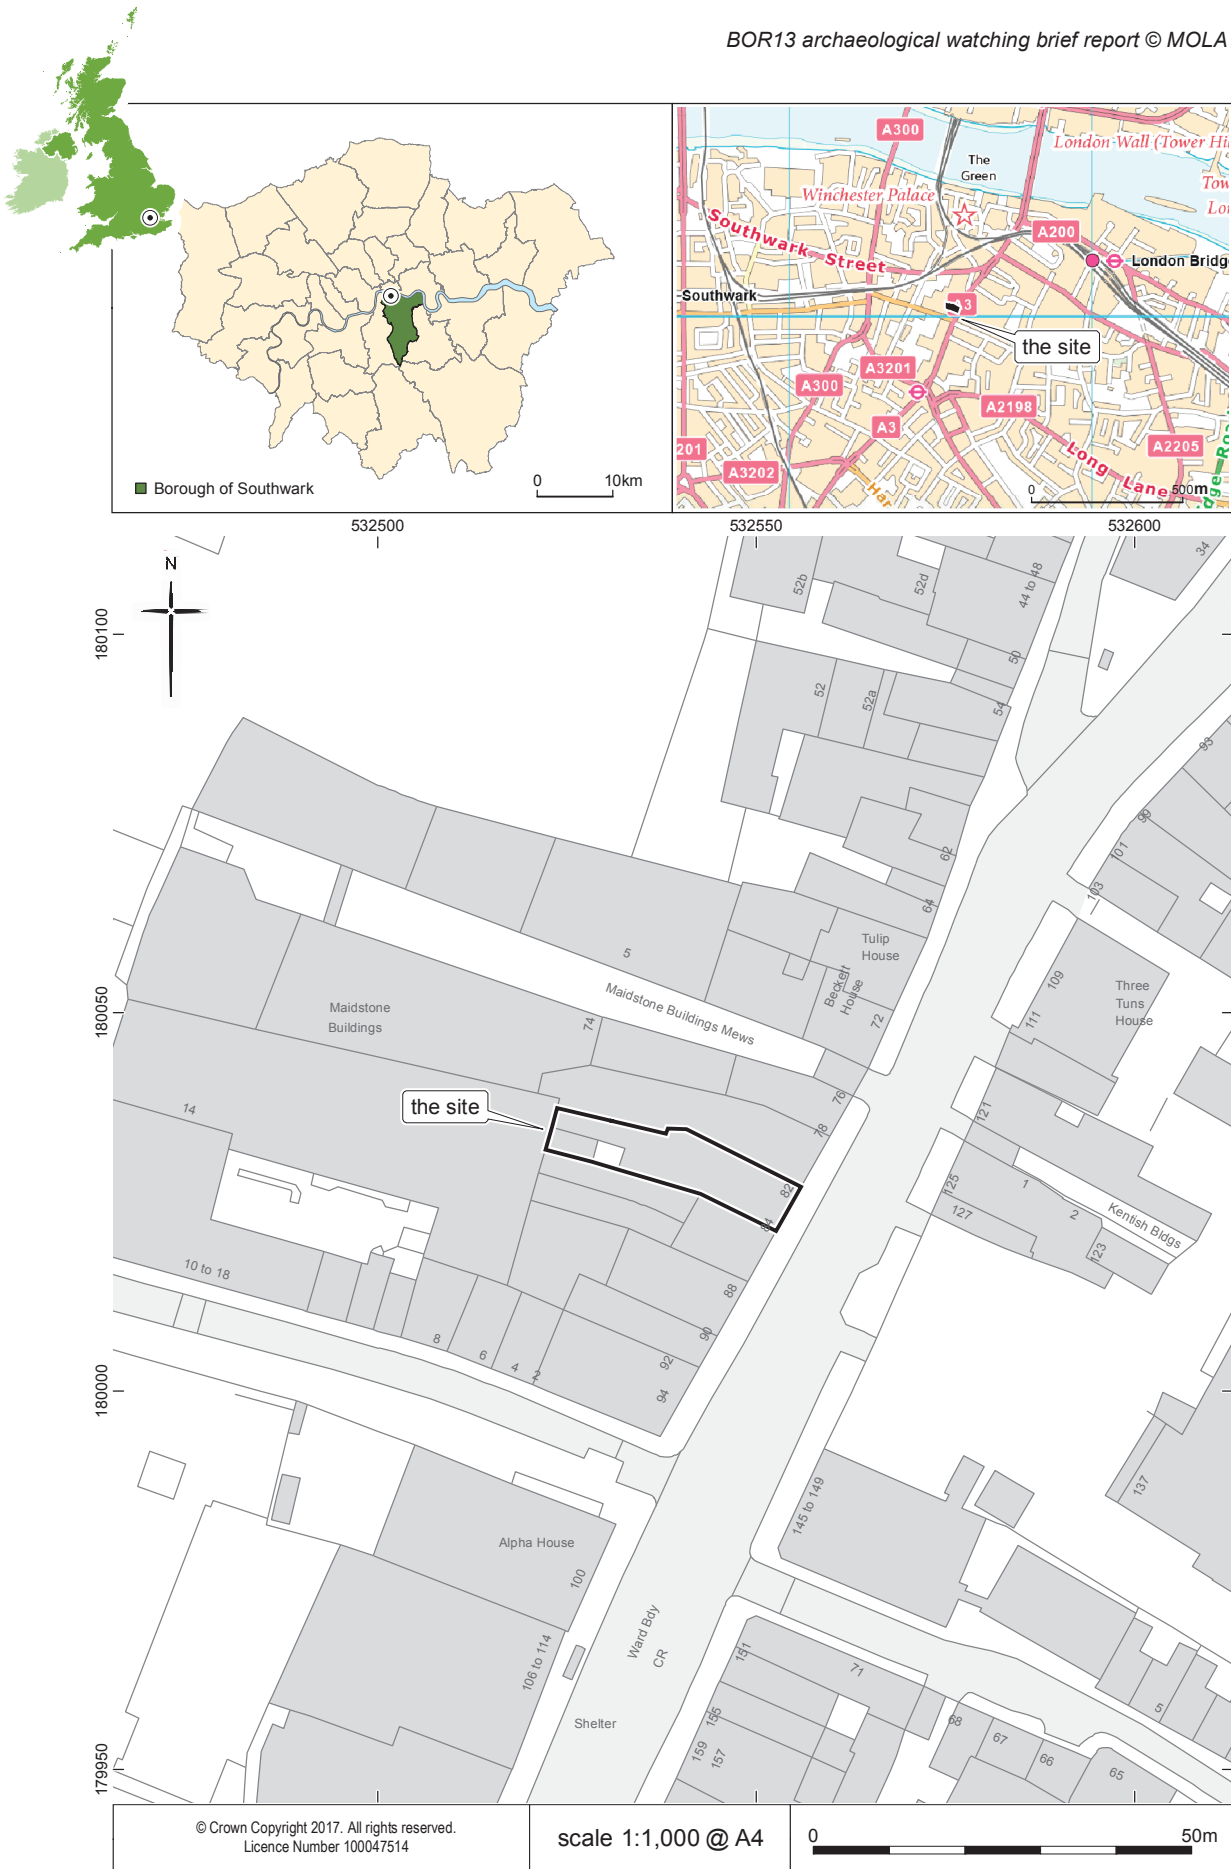 BOR13 archaeological watching brief report © MOLA
Borough of Southwark
0
10km
A300
London Wall (Tower Hi
The
Green
Tow
Lo
Winchester Palace
Southwark Street
A200
London Bridg
Southwark
A3
the site
A3201
A300
A2198
A3
201
A3202
A2205
Long Lane
Har
dge Ro
0
500m
532500
532550
532600
N
180100
180050
180000
179950
34
52b
52d
44 to 48
50
52
52a
54
93
99
101
103
62
64
Tulip
House
Beckett
House
72
5
Maidstone Buildings Mews
Maidstone
Buildings
74
109
111
Three
Tuns
House
the site
14
76
78
82
84
121
125
127
1
2
Kentish Bldgs
123
10 to 18
8
6
4
2
88
90
92
94
137
145 to 149
Alpha House
100
106 to 114
Ward Bdy
CR
Shelter
151
71
155
159
157
68
67
66
65
5
© Crown Copyright 2017. All rights reserved.
Licence Number 100047514
scale 1:1,000 @ A4
0
50m